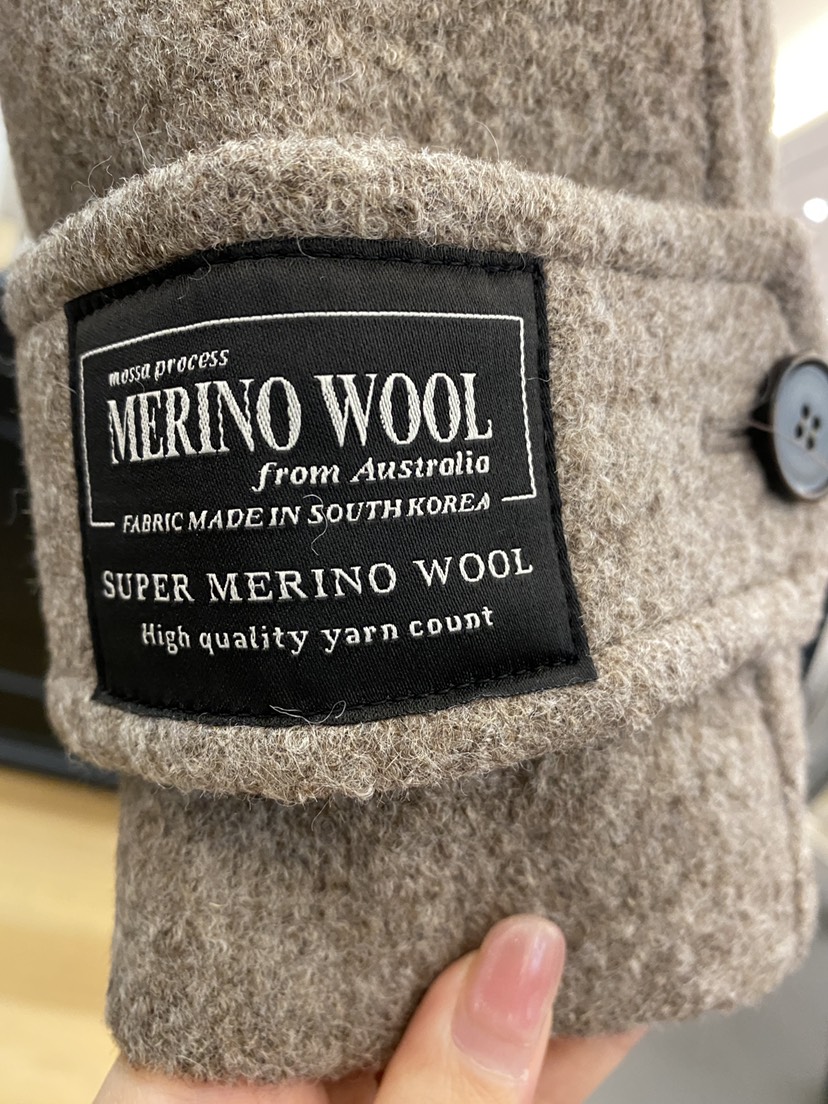 mossa process
MERINO WOOL
from Australia
FABRIC MADE IN SOUTH KOREA
SUPER MERINO WOOL
High quality yarn count